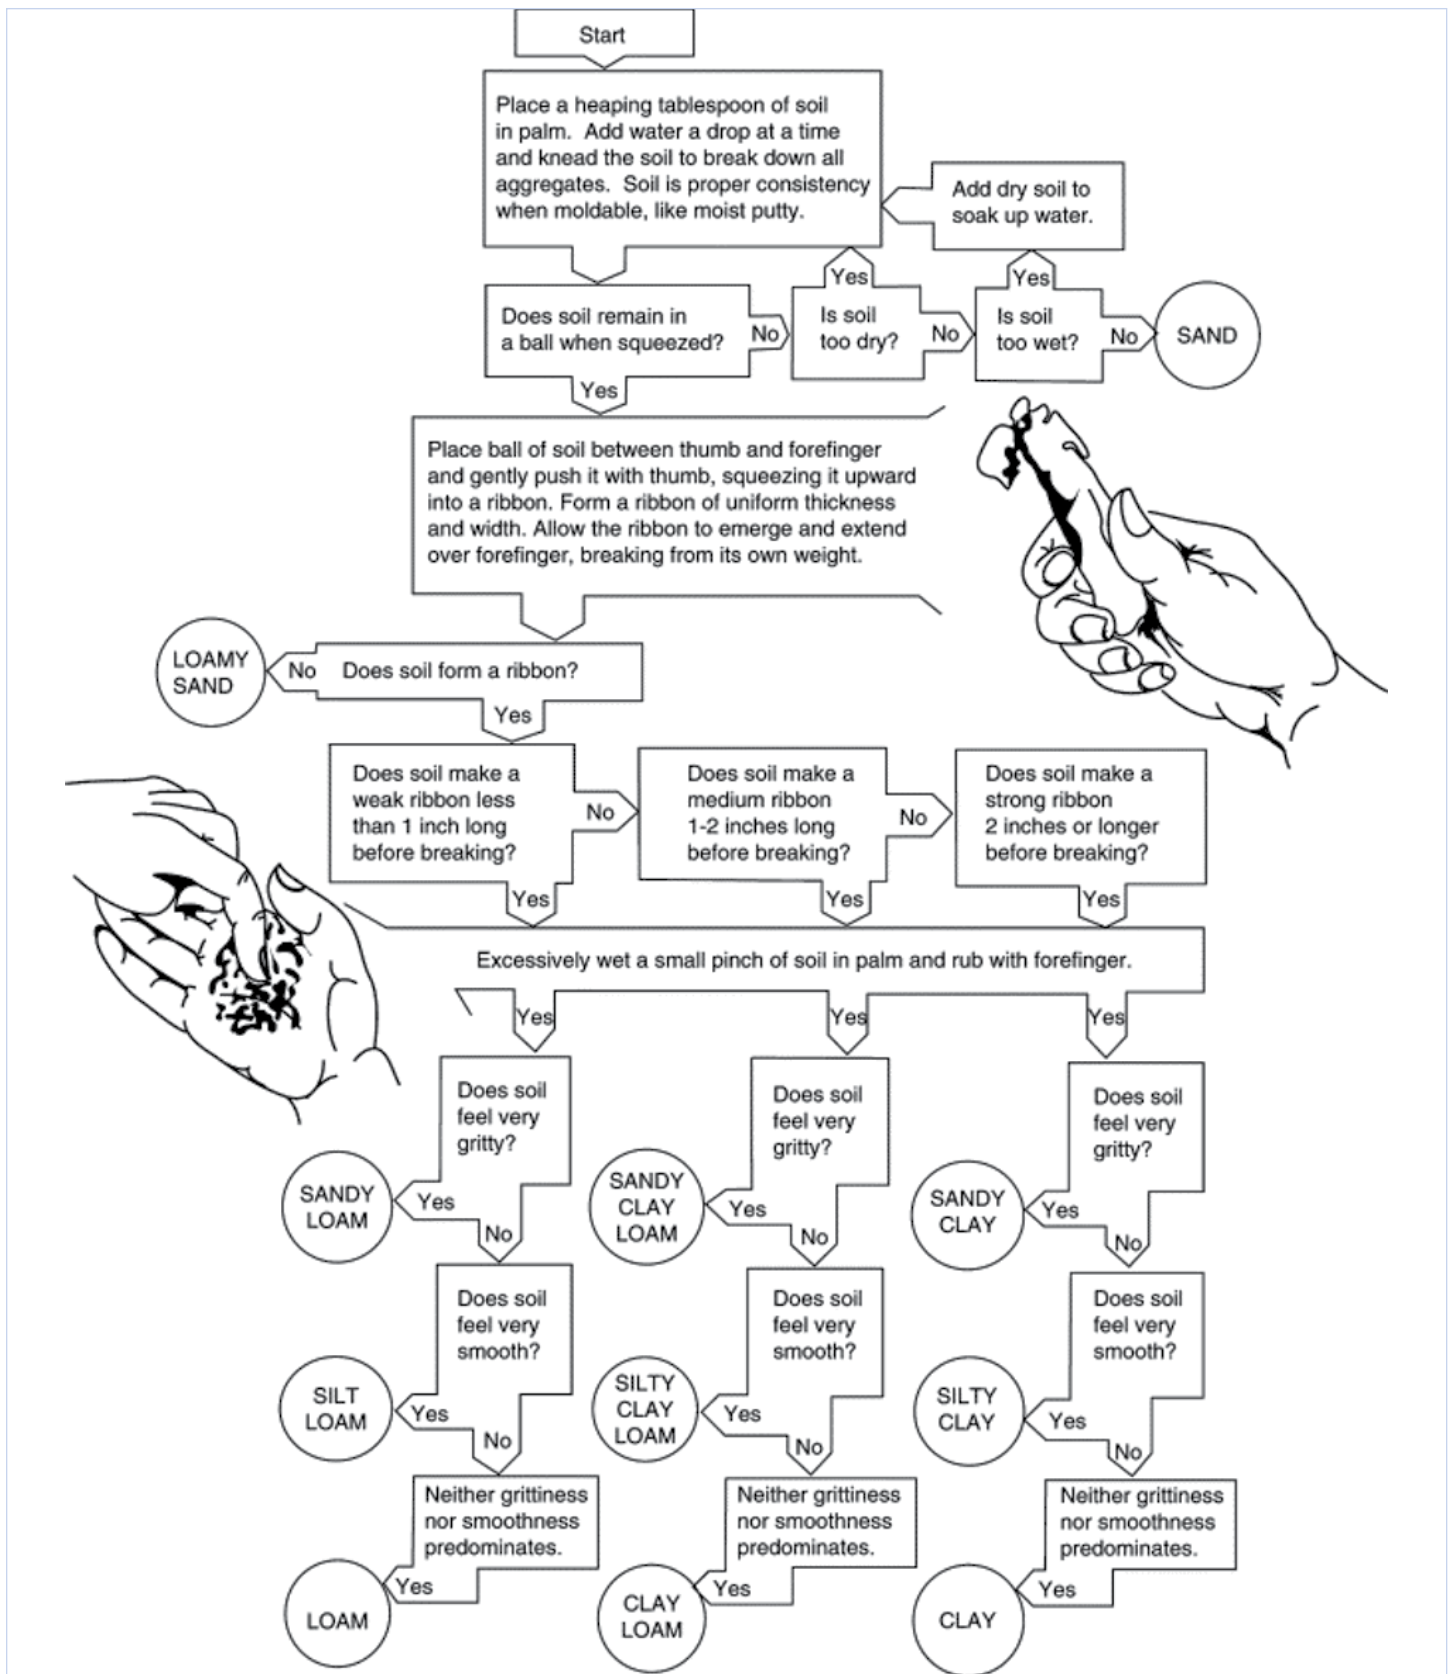 Start
Place a heaping tablespoon of soil
in palm. Add water a drop at a time
and knead the soil to break down all
aggregates. Soil is proper consistency
when moldable, like moist putty.
Add dry soil to
soak up water.
Yes
Yes
Does soil remain in
a ball when squeezed?
No
Is soil
too dry?
No
Is soil
too wet?
No
SAND
Yes
Place ball of soil between thumb and forefinger
and gently push it with thumb, squeezing it upward
into a ribbon. Form a ribbon of uniform thickness
and width. Allow the ribbon to emerge and extend
over forefinger, breaking from its own weight.
LOAMY
SAND
No
Does soil form a ribbon?
Yes
Does soil make a
weak ribbon less
than 1 inch long
before breaking?
No
Does soil make a
medium ribbon
1-2 inches long
before breaking?
No
Does soil make a
strong ribbon
2 inches or longer
before breaking?
Yes
Yes
Yes
Excessively wet a small pinch of soil in palm and rub with forefinger.
Yes
Yes
Yes
Does soil
feel very
gritty?
Does soil
feel very
gritty?
Does soil
feel very
gritty?
SANDY
LOAM
Yes
No
SANDY
CLAY
LOAM
Yes
No
SANDY
CLAY
Yes
No
Does soil
feel very
smooth?
Does soil
feel very
smooth?
Does soil
feel very
smooth?
SILT
LOAM
Yes
No
SILTY
CLAY
LOAM
Yes
No
SILTY
CLAY
Yes
No
Neither grittiness
nor smoothness
predominates.
Neither grittiness
nor smoothness
predominates.
Neither grittiness
nor smoothness
predominates.
LOAM
Yes
CLAY
LOAM
Yes
CLAY
Yes